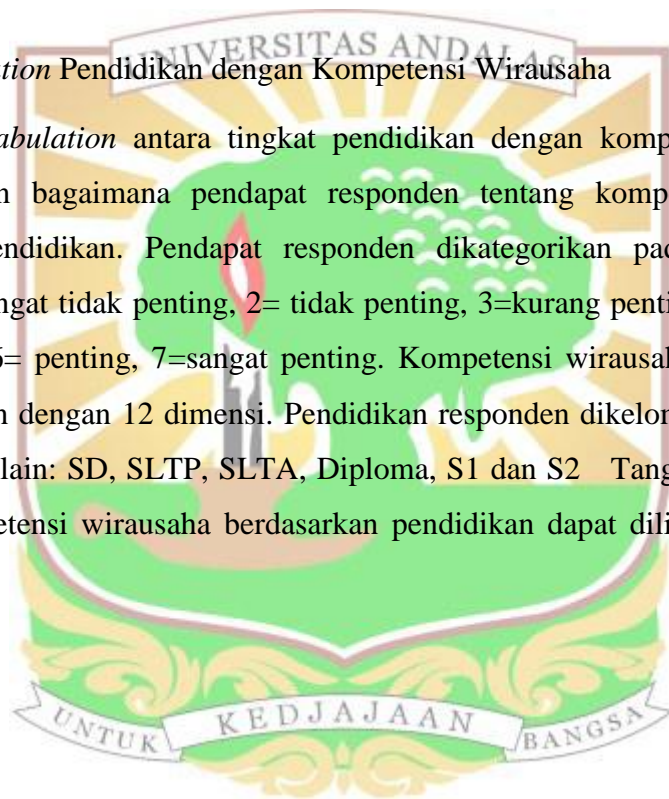 UNIVERSITAS ANDALAS
ation Pendidikan dengan Kompetensi Wirausaha
abulation antara tingkat pendidikan dengan komp
n bagaimana pendapat responden tentang komp
endidikan. Pendapat responden dikategorikan pad
ngat tidak penting, 2= tidak penting, 3=kurang penti
6= penting, 7=sangat penting. Kompetensi wirausah
n dengan 12 dimensi. Pendidikan responden dikelon
lain: SD, SLTP, SLTA, Diploma, S1 dan S2 Tang
petensi wirausaha berdasarkan pendidikan dapat dili
UNTUK KEDJAJAAN BANGSA